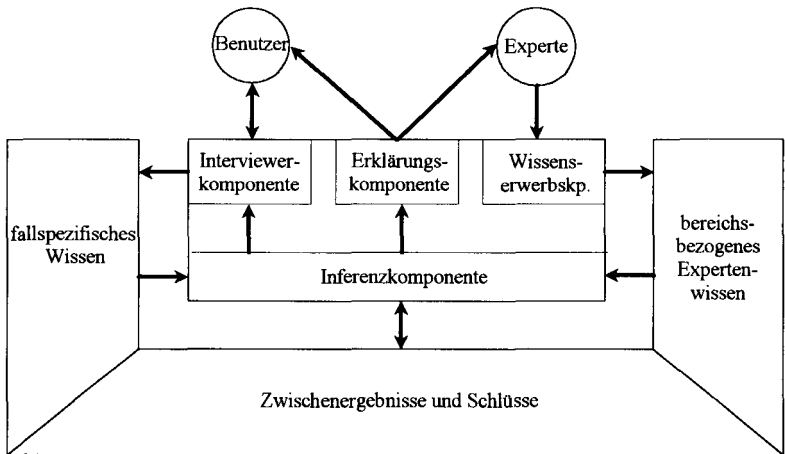 Benutzer
Experte
Interviewer-
komponente
Erklärungs-
komponente
Wissens-
erwerbskp.
fallspezifisches
Wissen
bereichs-
bezogenes
Experten-
wissen
Inferenzkomponente
Zwischenergebnisse und Schlüsse